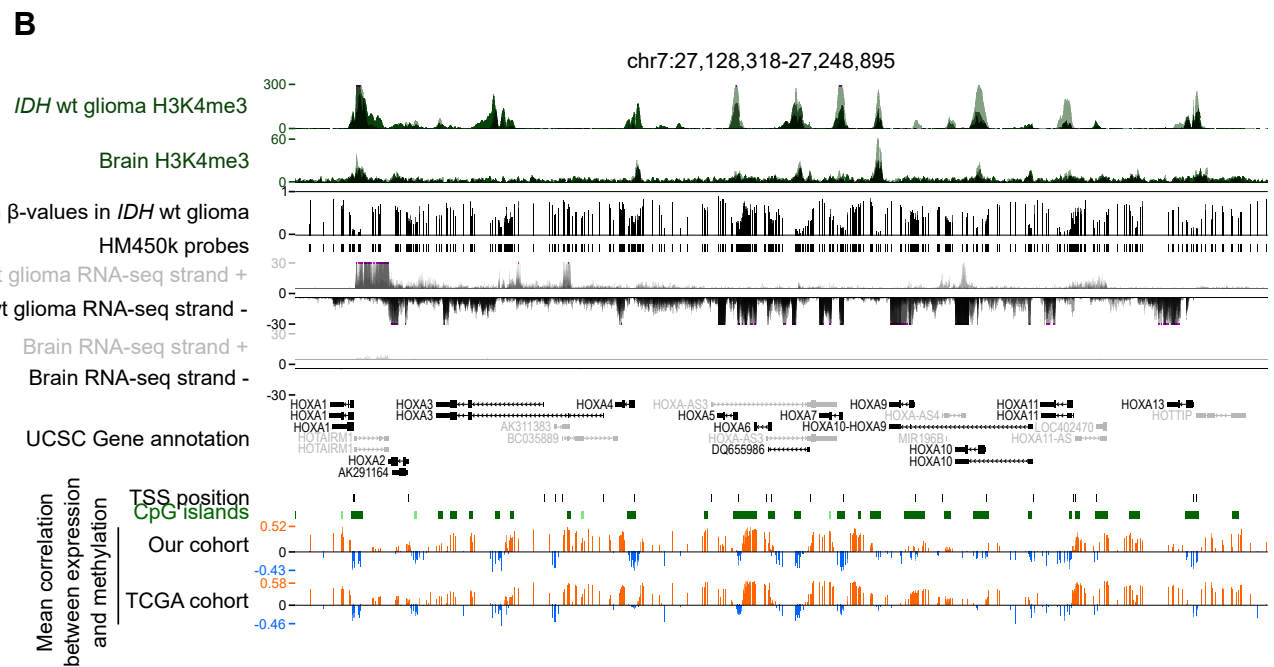 B
chr7:27,128,318-27,248,895
300
IDH wt glioma H3K4me3
0
60
Brain H3K4me3
0
1
β-values in IDH wt glioma
0
HM450k probes
30
glioma RNA-seq strand +
0
wt glioma RNA-seq strand -
-30
30
Brain RNA-seq strand +
0
Brain RNA-seq strand -
-30
HOXA1 HOXA3 HOXA4 HOXA-AS3 HOXA9 HOXA11 HOXA13
HOXA1 HOXA3 HOXA5 HOXA7 HOXA-AS4 HOXA11 HOTTIP
HOXA1 AK311383 HOXA6 HOXA10-HOXA9 LOC402470
UCSC Gene annotation
HOTAIRM1 BC035889 HOXA-AS3 MIR196B HOXA11-AS
HOTAIRM1 DQ655986 HOXA10
HOXA2 HOXA10
AK291164
TSS position
CpG islands
Mean correlation
between expression
and methylation
0.52
Our cohort
0
-0.43
0.58
TCGA cohort
0
-0.46